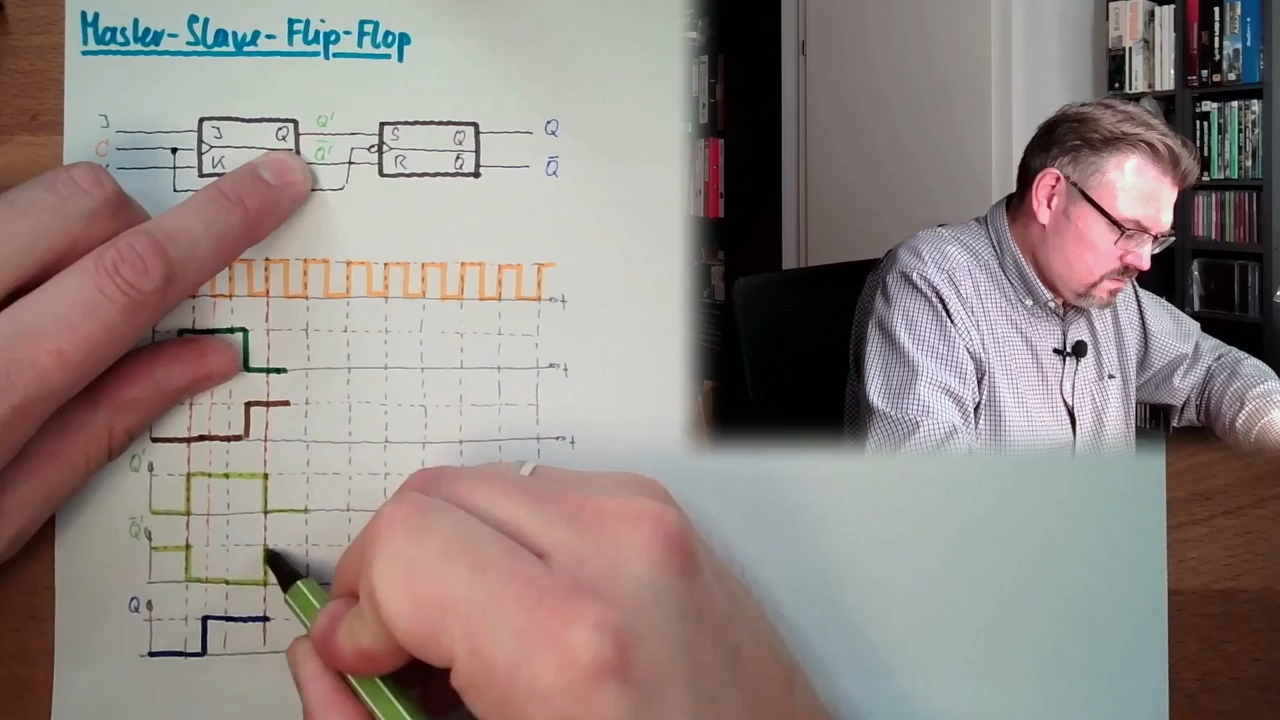 Master-Slave-Flip-Flop
J J Q Q' S Q Q
C
K Q̅' R Q̅ Q̅
t
t
t
Q'
Q̅'
Q